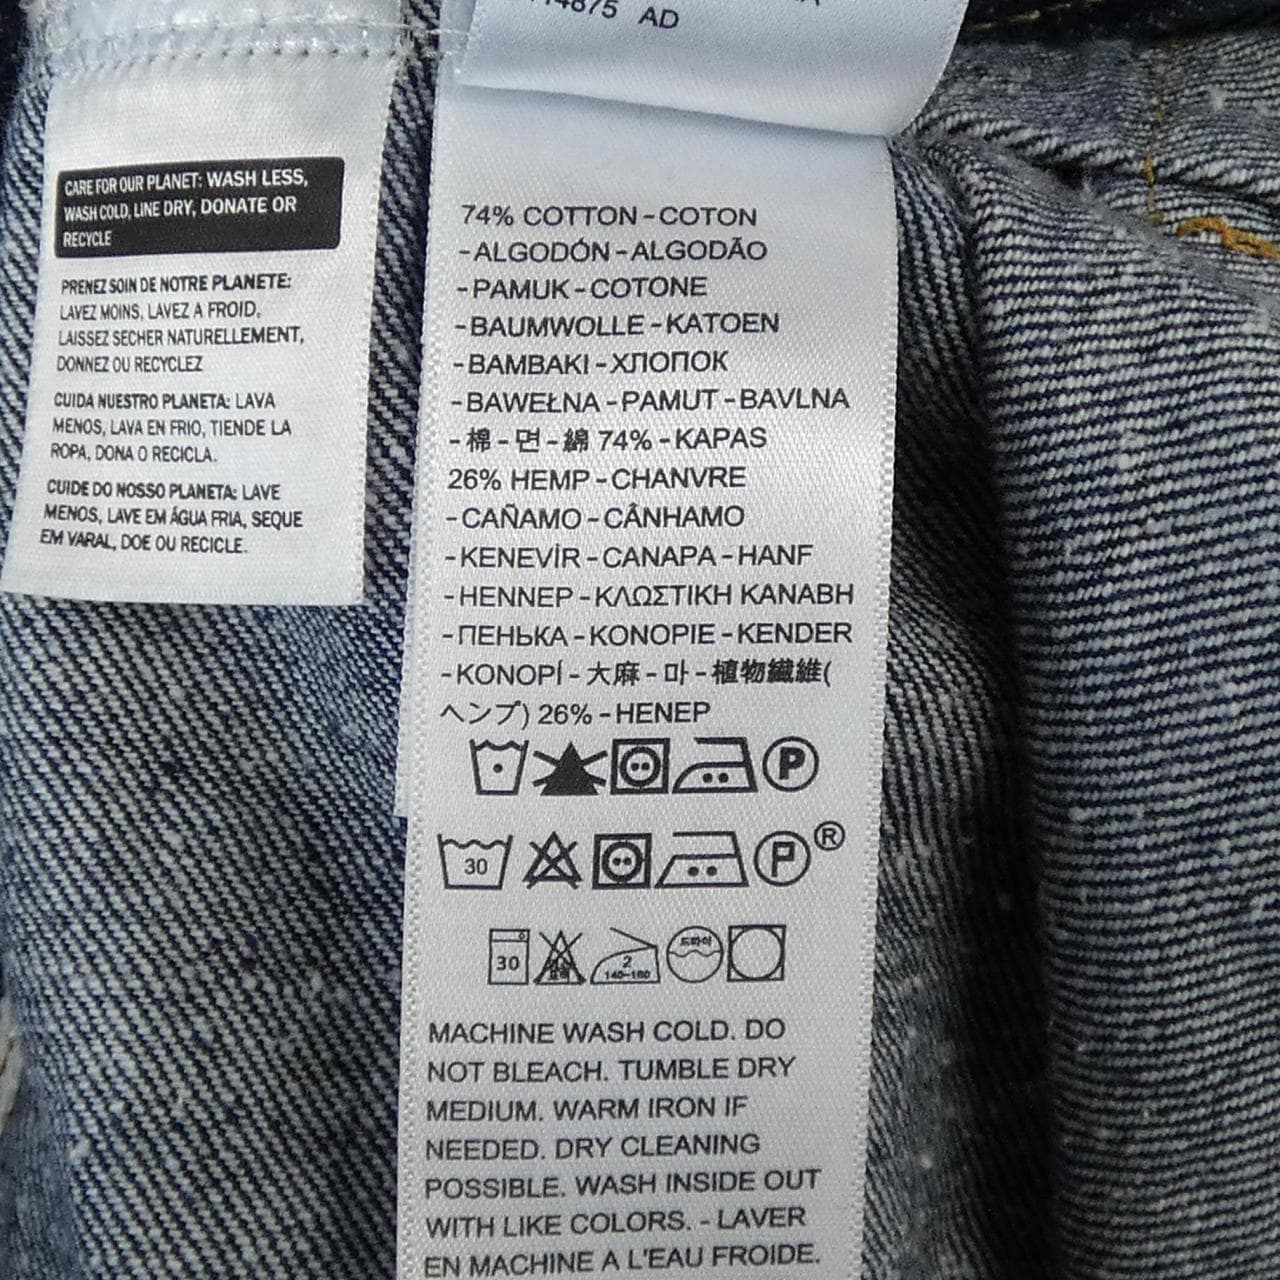 AD
CARE FOR OUR PLANET: WASH LESS,
WASH COLD, LINE DRY, DONATE OR
RECYCLE
PRENEZ SOIN DE NOTRE PLANETE:
LAVEZ MOINS, LAVEZ A FROID,
LAISSEZ SECHER NATURELLEMENT,
DONNEZ OU RECYCLEZ
CUIDA NUESTRO PLANETA: LAVA
MENOS, LAVA EN FRIO, TIENDE LA
ROPA, DONA O RECICLA.
CUIDE DO NOSSO PLANETA: LAVE
MENOS, LAVE EM ÁGUA FRIA, SEQUE
EM VARAL, DOE OU RECICLE.
74% COTTON - COTON
- ALGODÓN - ALGODÃO
- PAMUK - COTONE
- BAUMWOLLE - KATOEN
- BAMBAKI - ХЛОПОК
- BAWEŁNA - PAMUT - BAVLNA
- 棉 - 면 - 綿 74% - KAPAS
26% HEMP - CHANVRE
- CAÑAMO - CÂNHAMO
- KENEVİR - CANAPA - HANF
- HENNEP - ΚΛΩΣΤΙΚΗ ΚΑΝΑΒΗ
- ПЕНЬКА - KONOPIE - KENDER
- KONOPÍ - 大麻 - 마 - 植物繊維(
ヘンプ) 26% - HENEP
P
30 P ®
30 2 140~160 드라이
MACHINE WASH COLD. DO
NOT BLEACH. TUMBLE DRY
MEDIUM. WARM IRON IF
NEEDED. DRY CLEANING
POSSIBLE. WASH INSIDE OUT
WITH LIKE COLORS. - LAVER
EN MACHINE A L'EAU FROIDE.